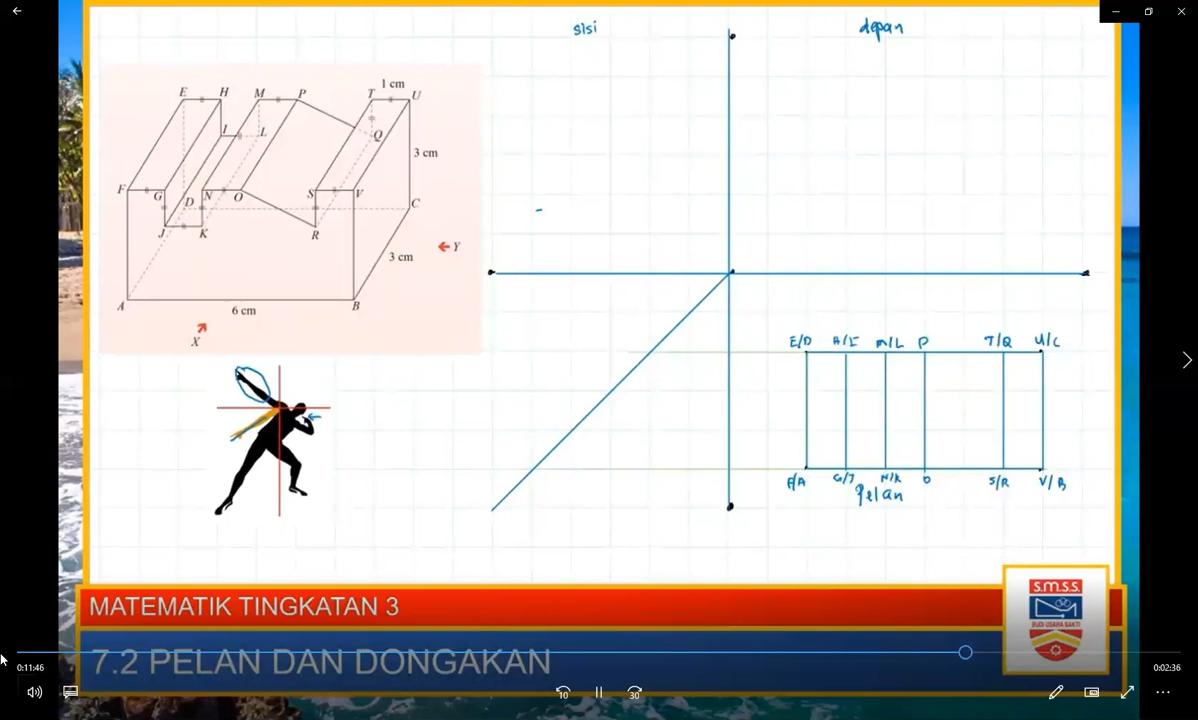 sisi
depan
1 cm
E H M P T U
I L Q
3 cm
F G D N O S V C
J K R
Y
3 cm
A B
6 cm
X
E/D H/I M/L P T/Q U/C
F/A G/J N/K O S/R V/B
Pelan
S.M.S.S.
BUDI USAHA BAKTI
MATEMATIK TINGKATAN 3
7.2 PELAN DAN DONGAKAN
0:11:46
0:02:36
10
30